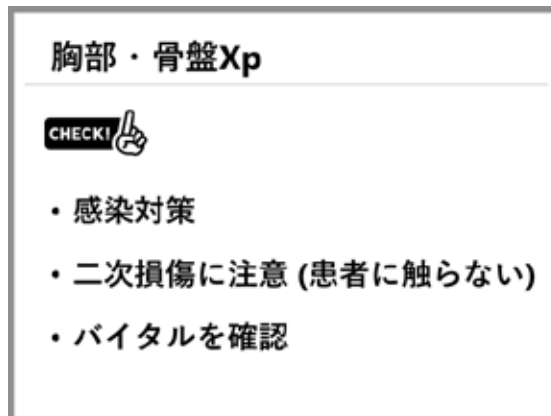 胸部・骨盤Xp
CHECK!
・感染対策
・二次損傷に注意 (患者に触らない)
・バイタルを確認